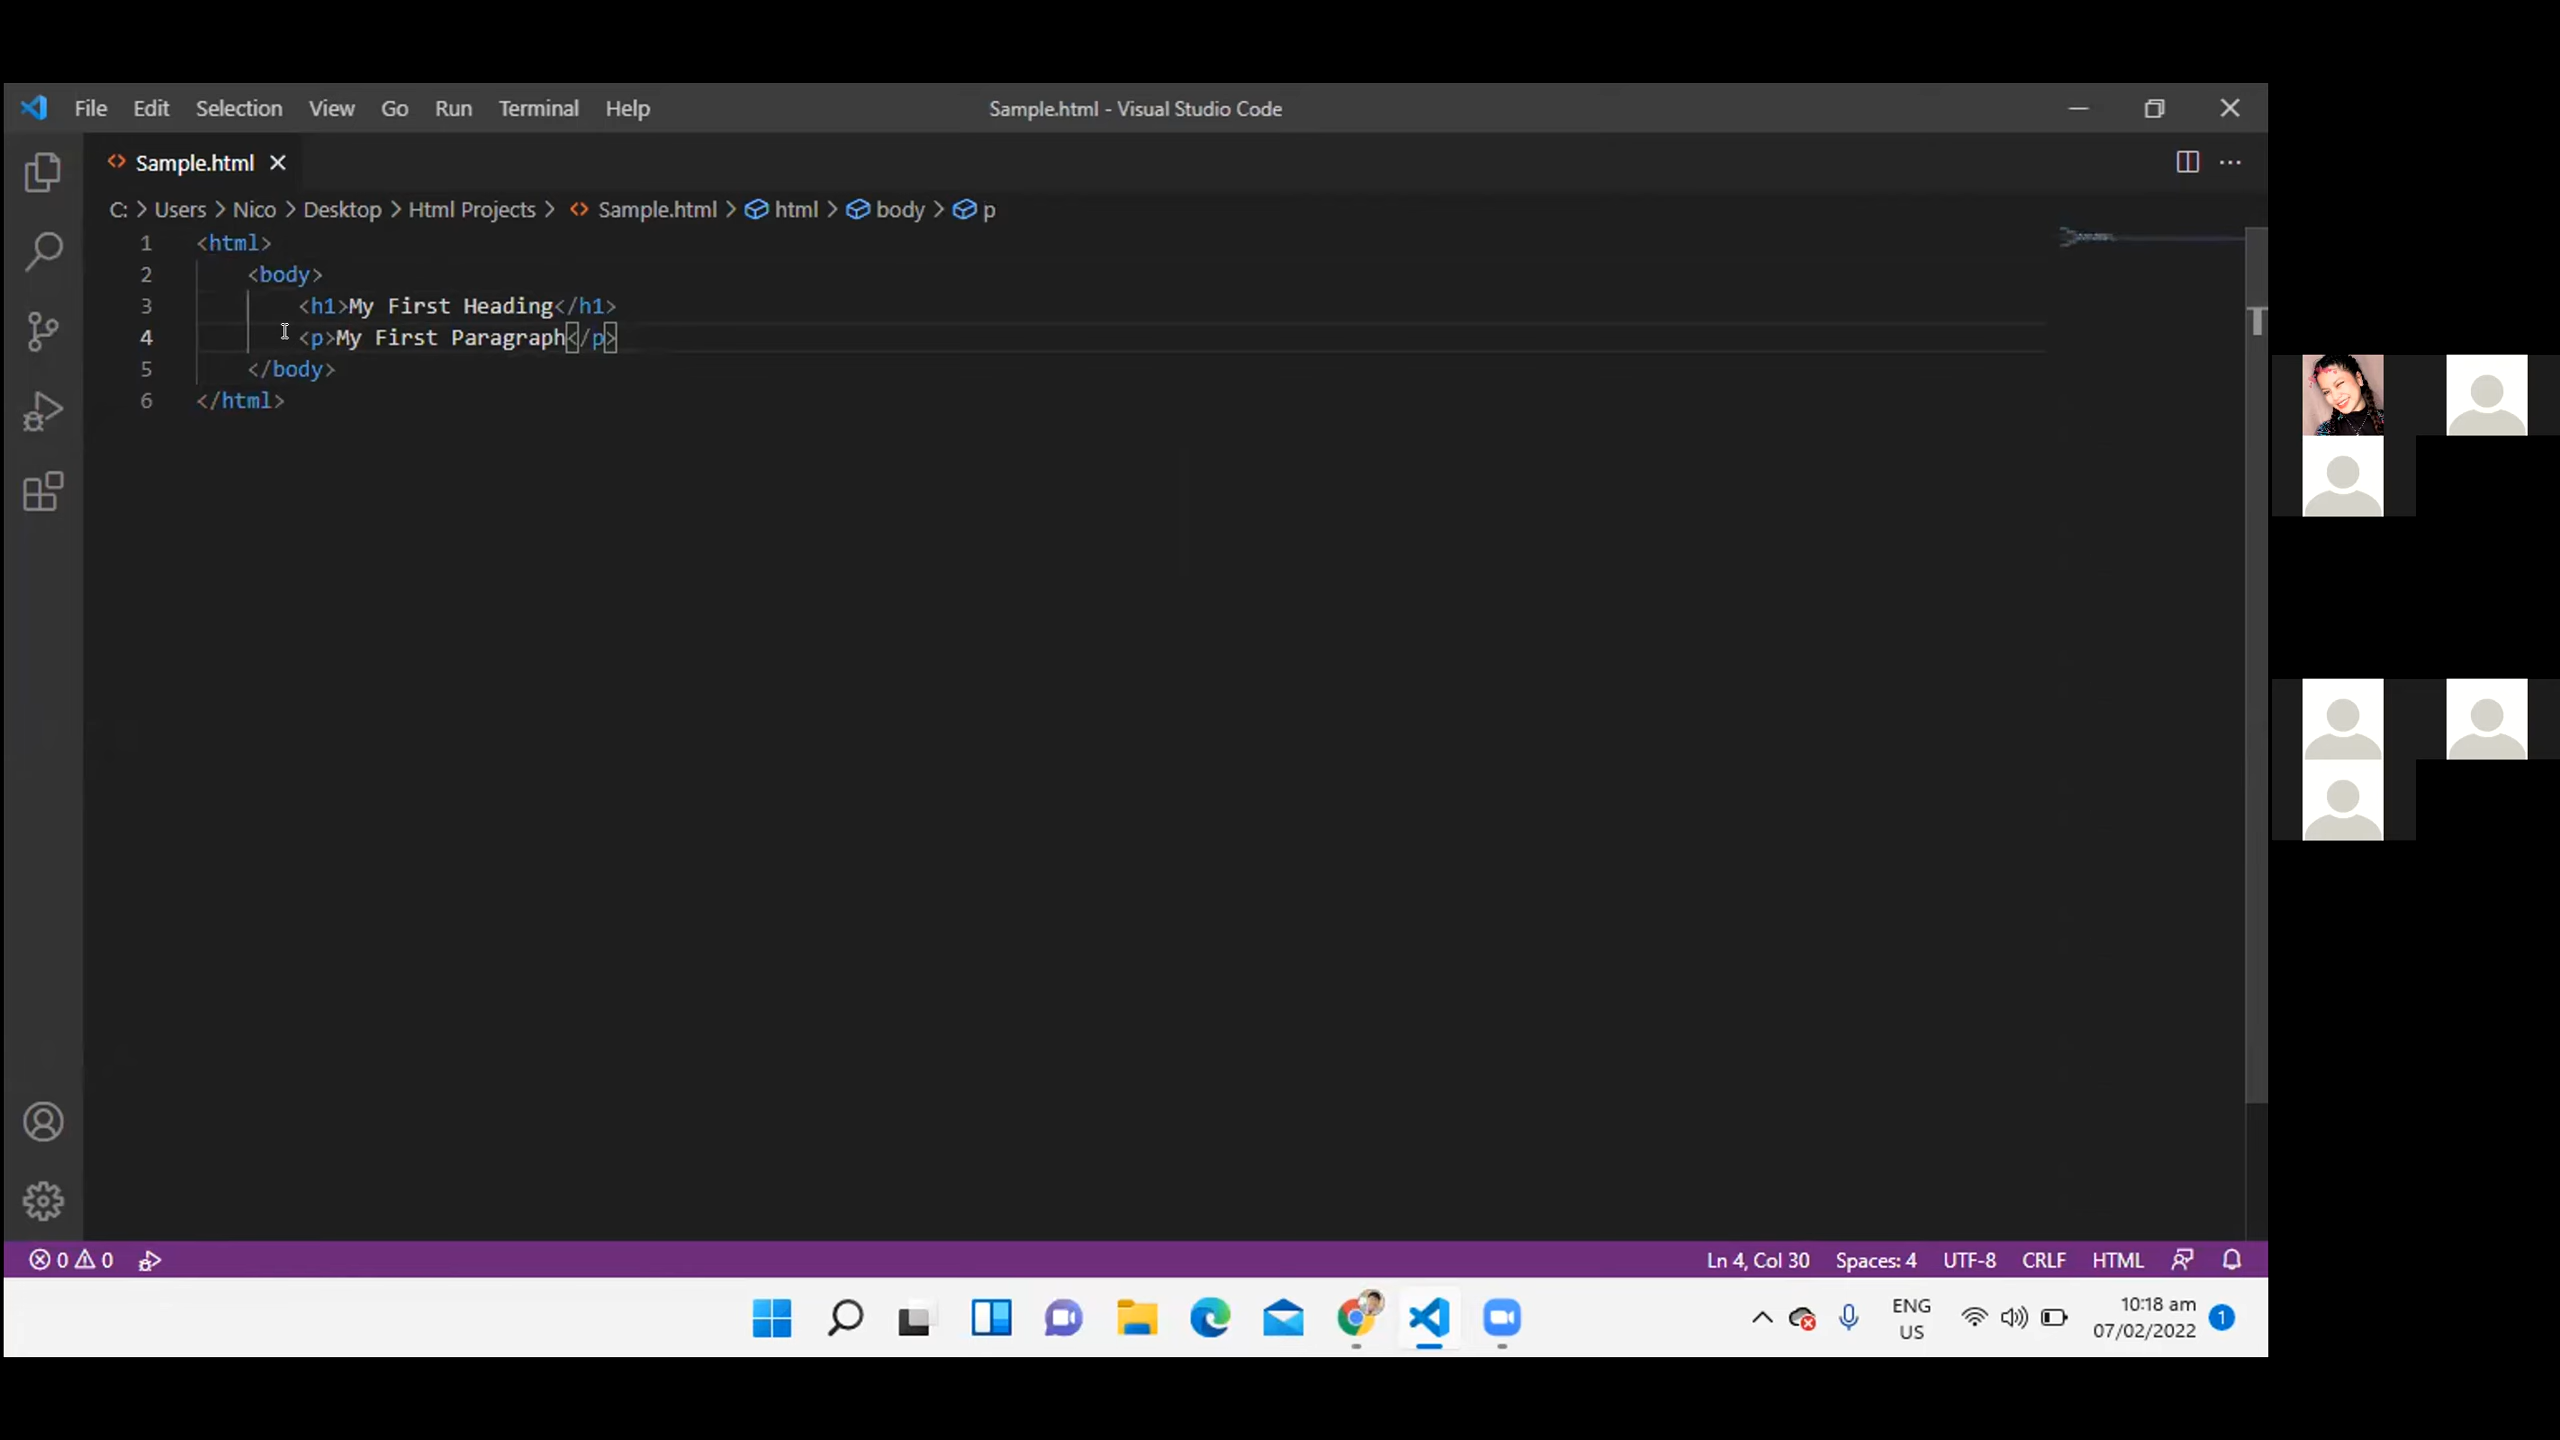 File Edit Selection View Go Run Terminal Help
Sample.html - Visual Studio Code
Sample.html
C: > Users > Nico > Desktop > Html Projects > Sample.html > html > body > p
1 <html>
2 <body>
3 <h1>My First Heading</h1>
4 <p>My First Paragraph</p>
5 </body>
6 </html>
0 0
Ln 4, Col 30 Spaces: 4 UTF-8 CRLF HTML
ENG
US
10:18 am
07/02/2022
1